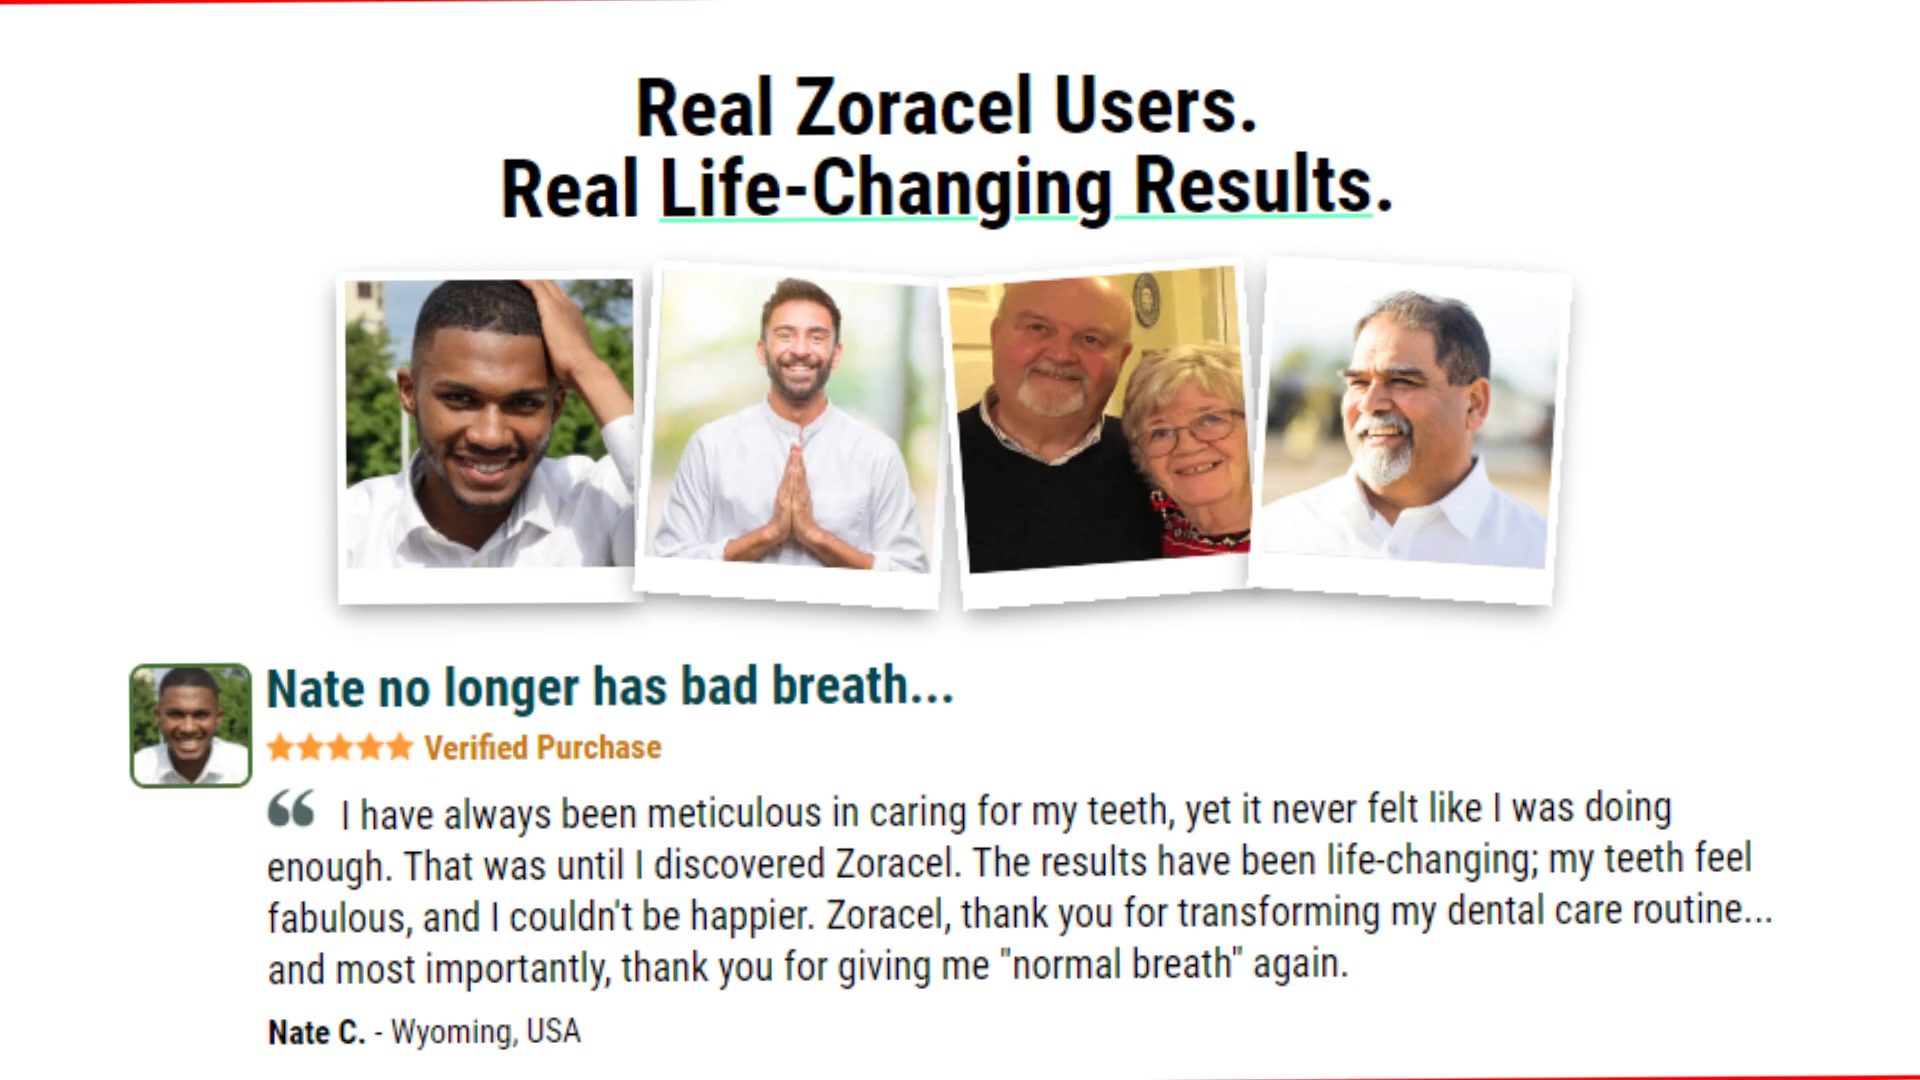 Real Zoracel Users.
Real Life-Changing Results.
Nate no longer has bad breath...
Verified Purchase
“ I have always been meticulous in caring for my teeth, yet it never felt like I was doing
enough. That was until I discovered Zoracel. The results have been life-changing; my teeth feel
fabulous, and I couldn't be happier. Zoracel, thank you for transforming my dental care routine...
and most importantly, thank you for giving me "normal breath" again.
Nate C. - Wyoming, USA